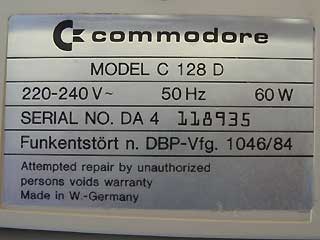 commodore
MODEL C 128 D
220-240 V~ 50 Hz 60 W
SERIAL NO. DA 4 118935
Funkentstört n. DBP-Vfg. 1046/84
Attempted repair by unauthorized
persons voids warranty
Made in W.-Germany